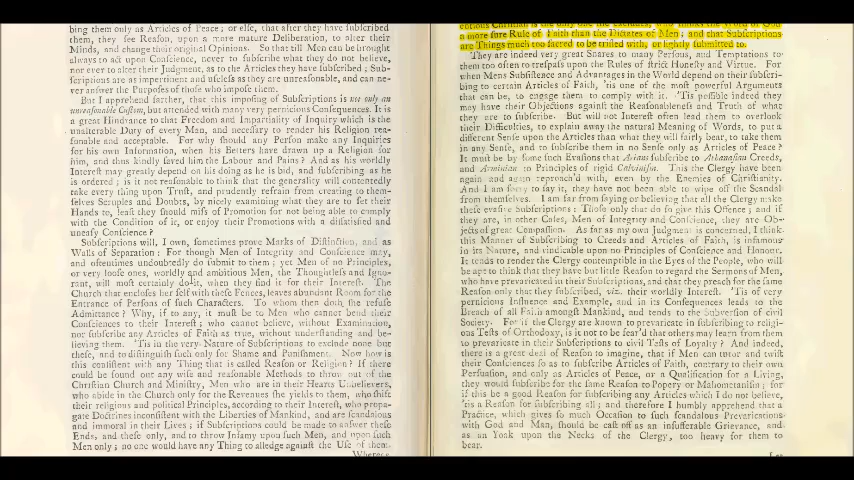 bing them only as Articles of Peace; or else, that after they have subscribed
them, they see Reason, upon a more mature Deliberation, to alter their
Minds, and change their original Opinions. So that till Men can be brought
always to act upon Conscience, never to subscribe what they do not believe,
nor ever to alter their Judgment, as to the Articles they have subscribed; Sub-
scriptions are as impertinent and useless as they are unreasonable, and can ne-
ver answer the Purposes of those who impose them.
But I apprehend farther, that this imposing of Subscriptions is not only an
unreasonable Custom, but attended with many very pernicious Consequences. It is
a great Hindrance to that Freedom and Impartiality of Inquiry which is the
unalterable Duty of every Man, and necessary to render his Religion rea-
sonable and acceptable. For why should any Person make any Inquiries
for his own Information, when his Betters have drawn up a Religion for
him, and thus kindly saved him the Labour and Pains? And as his worldly
Interest may greatly depend on his doing as he is bid, and subscribing as he
is ordered; is it not reasonable to think that the generality will contentedly
take every thing upon Trust, and prudently refrain from creating to them-
selves Scruples and Doubts, by nicely examining what they are to set their
Hands to, least they should miss of Promotion for not being able to comply
with the Condition of it, or enjoy their Promotions with a dissatisfied and
uneasy Conscience?
Subscriptions will, I own, sometimes prove Marks of Distinction, and as
Walls of Separation: For though Men of Integrity and Conscience may,
and oftentimes undoubtedly do submit to them; yet Men of no Principles,
or very loose ones, worldly and ambitious Men, the Thoughtless and Igno-
rant, will most certainly do it, when they find it for their Interest. The
Church that encloses her self with these Fences, leaves abundant Room for the
Entrance of Persons of such Characters. To whom then doth she refuse
Admittance? Why, if to any, it must be to Men who cannot bend their
Consciences to their Interest; who cannot believe, without Examination,
nor subscribe any Articles of Faith as true, without understanding and be-
lieving them. 'Tis in the very Nature of Subscriptions to exclude none but
these, and to distinguish such only for Shame and Punishment. Now how is
this consistent with any Thing that is called Reason or Religion? If there
could be found out any wise and reasonable Methods to throw out of the
Christian Church and Ministry, Men who are in their Hearts Unbelievers,
who abide in the Church only for the Revenues she yields to them, who shift
their religious and political Principles, according to their Interest, who propa-
gate Doctrines inconsistent with the Liberties of Mankind, and are scandalous
and immoral in their Lives; if Subscriptions could be made to answer these
Ends, and these only, and to throw Infamy upon such Men, and upon such
Men only; no one would have any Thing to alledge against the Use of them.
Whereas
a more sure Rule of Faith than the Dictates of Men; and that Subscriptions
are Things much too sacred to be trifled with, or lightly submitted to.
They are indeed very great Snares to many Persons, and Temptations to
them too often to trespass upon the Rules of strict Honesty and Virtue. For
when Mens Subsistence and Advantages in the World depend on their subscri-
bing to certain Articles of Faith, 'tis one of the most powerful Arguments
that can be, to engage them to comply with it. 'Tis possible indeed they
may have their Objections against the Reasonableness and Truth of what
they are to subscribe. But will not Interest often lead them to overlook
their Difficulties, to explain away the natural Meaning of Words, to put a
different Sense upon the Articles than what they will fairly bear, to take them
in any Sense, and to subscribe them in no Sense only as Articles of Peace?
It must be by some such Evasions that Arians subscribe to Athanasian Creeds,
and Arminians to Principles of rigid Calvinism. This the Clergy have been
again and again reproach'd with, even by the Enemies of Christianity.
And I am sorry to say it, they have not been able to wipe off the Scandal
from themselves. I am far from saying or believing that all the Clergy make
these evasive Subscriptions: Those only that do so give this Offence; and if
they are, in other Cases, Men of Integrity and Conscience, they are Ob-
jects of great Compassion. As far as my own Judgment is concerned, I think
this Manner of Subscribing to Creeds and Articles of Faith, is infamous
in its Nature, and vindicable upon no Principles of Conscience and Honour.
It tends to render the Clergy contemptible in the Eyes of the People, who will
be apt to think that they have but little Reason to regard the Sermons of Men,
who have prevaricated in their Subscriptions, and that they preach for the same
Reason only that they subscribed, viz. their worldly Interest. 'Tis of very
pernicious Influence and Example, and in its Consequences leads to the
Breach of all Faith amongst Mankind, and tends to the Subversion of civil
Society. For if the Clergy are known to prevaricate in subscribing to religi-
ous Tests of Orthodoxy, is it not to be fear'd that others may learn from them
to prevaricate in their Subscriptions to civil Tests of Loyalty? And indeed,
there is a great deal of Reason to imagine, that if Men can tutor and twist
their Consciences so as to subscribe Articles of Faith, contrary to their own
Persuasion, and only as Articles of Peace, or a Qualification for a Living,
they would subscribe for the same Reason to Popery or Mahometanism; for
if this be a good Reason for subscribing any Articles which I do not believe,
'tis a Reason for subscribing all; and therefore I humbly apprehend that a
Practice, which gives so much Occasion to such scandalous Prevarications
with God and Man, should be cast off as an insufferable Grievance, and
as an Yoak upon the Necks of the Clergy, too heavy for them to
bear.